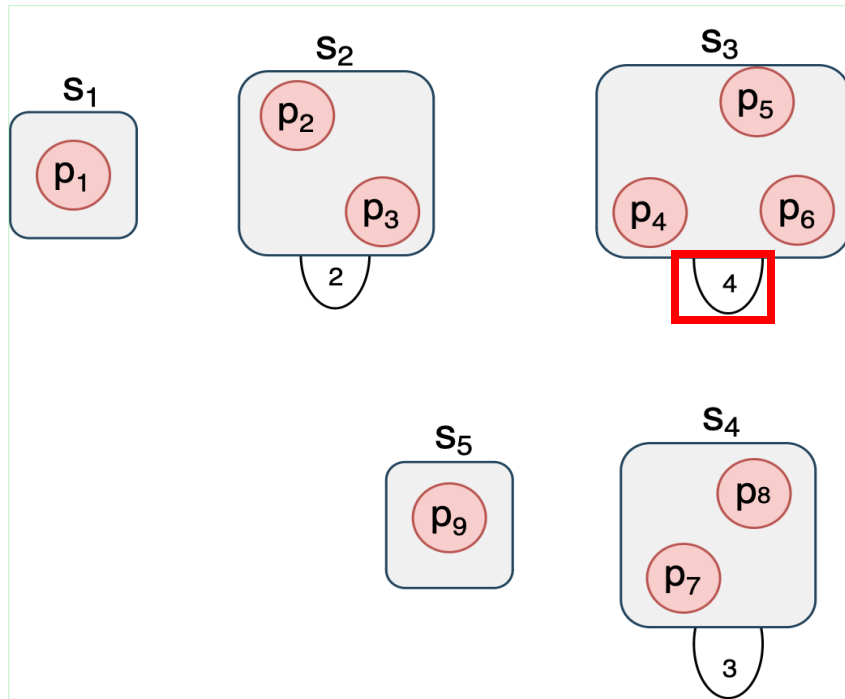 S₁
S₂
S₃
p₁
p₂
p₃
p₄
p₅
p₆
2
4
S₅
S₄
p₉
p₈
p₇
3